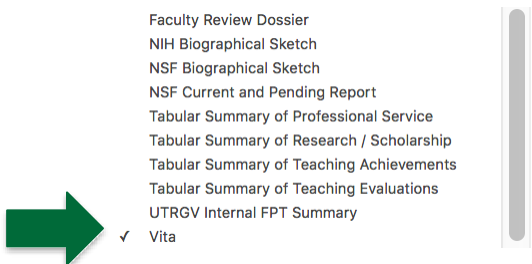 Faculty Review Dossier
NIH Biographical Sketch
NSF Biographical Sketch
NSF Current and Pending Report
Tabular Summary of Professional Service
Tabular Summary of Research / Scholarship
Tabular Summary of Teaching Achievements
Tabular Summary of Teaching Evaluations
UTRGV Internal FPT Summary
✓ Vita